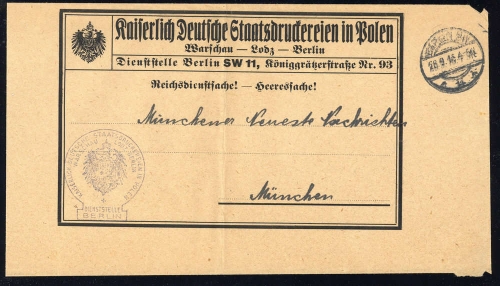 Kaiserlich Deutsche Staatsdruckereien in Polen
Warschau — Lodz — Berlin
Dienststelle Berlin SW 11, Königgrätzerstraße Nr. 93
Reichsdienstsache! — Heeressache!
Münchener Neueste Nachrichten
München
DIENSTSTELLE
BERLIN